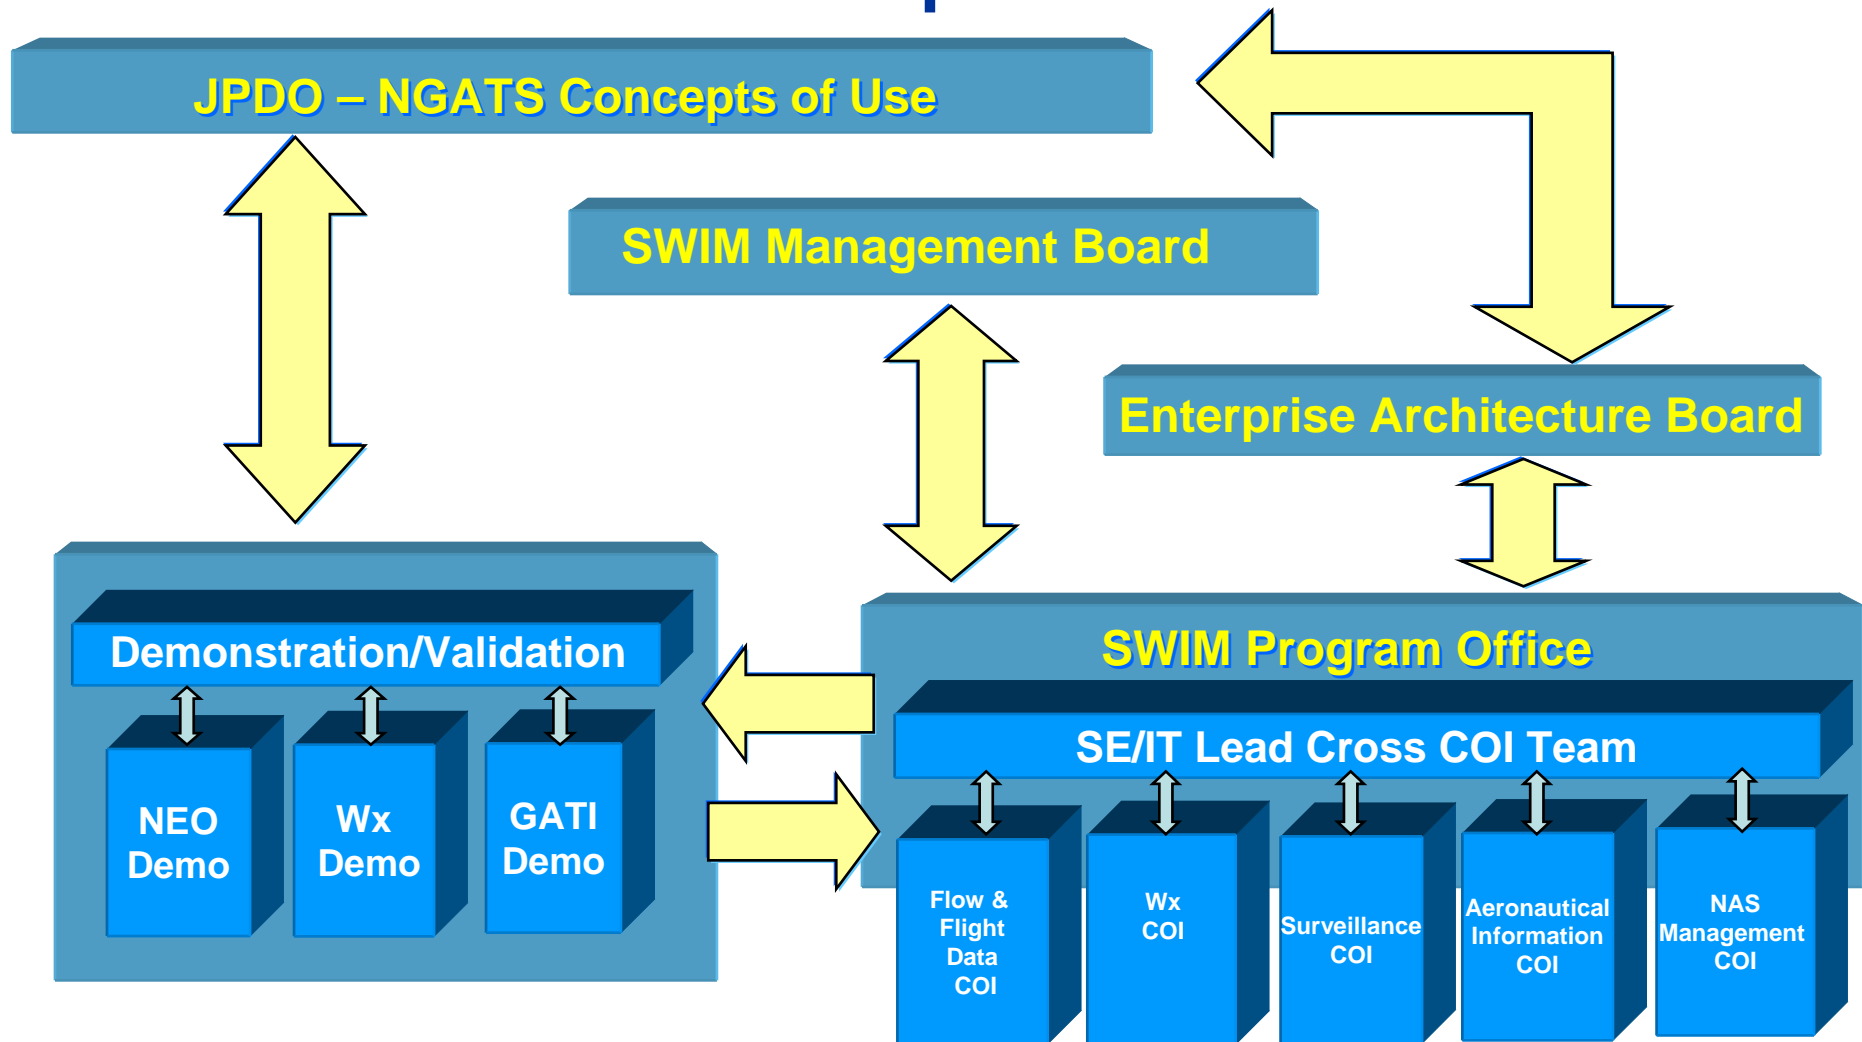 JPDO – NGATS Concepts of Use
SWIM Management Board
Enterprise Architecture Board
Demonstration/Validation
NEO
Demo
Wx
Demo
GATI
Demo
SWIM Program Office
SE/IT Lead Cross COI Team
Flow &
Flight
Data
COI
Wx
COI
Surveillance
COI
Aeronautical
Information
COI
NAS
Management
COI